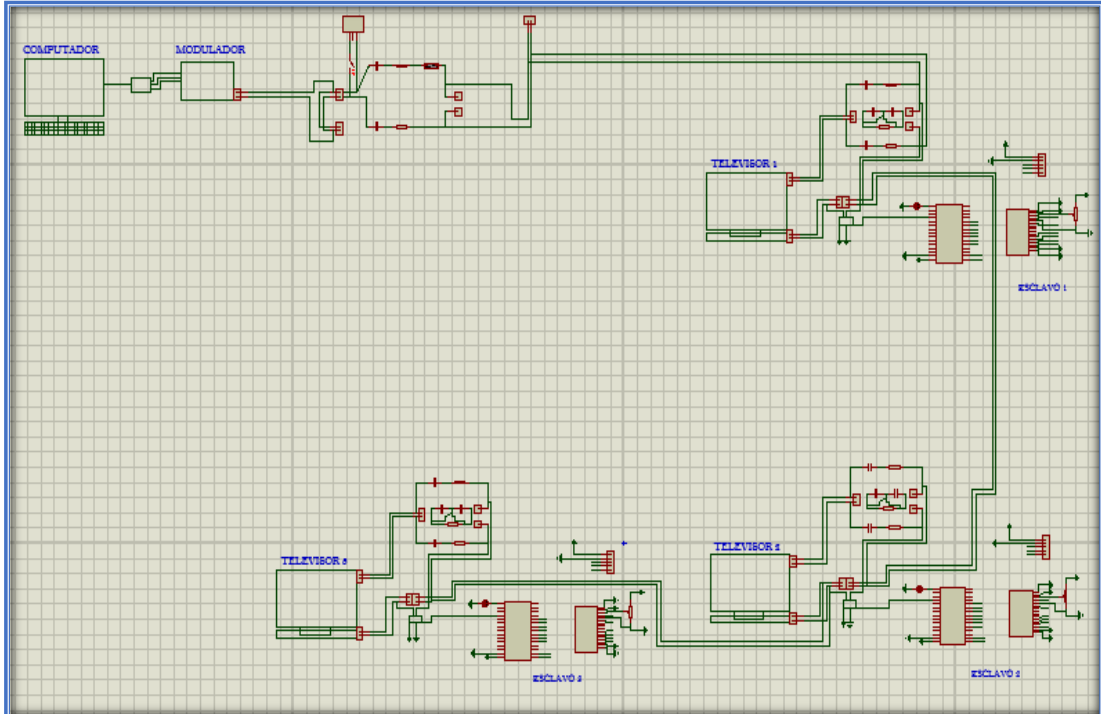 COMPUTADOR
MODULADOR
TELEVISOR 1
ESCLAVO 1
TELEVISOR 3
TELEVISOR 2
ESCLAVO 3
ESCLAVO 2